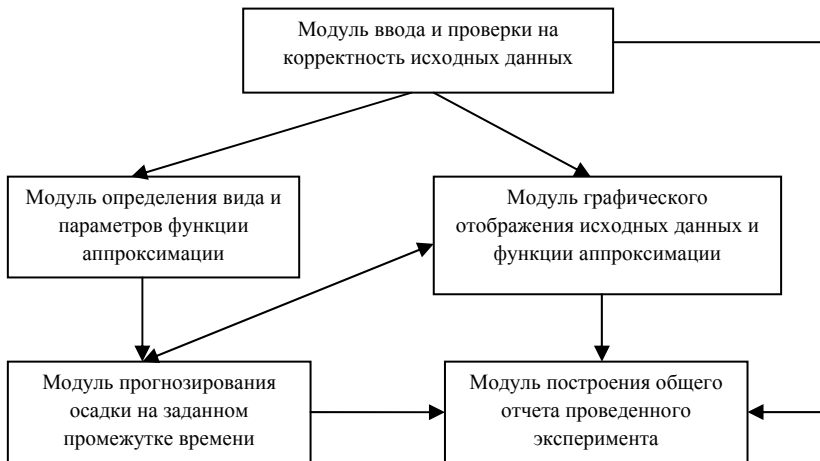 Модуль ввода и проверки на
корректность исходных данных
Модуль определения вида и
параметров функции
аппроксимации
Модуль графического
отображения исходных данных и
функции аппроксимации
Модуль прогнозирования
осадки на заданном
промежутке времени
Модуль построения общего
отчета проведенного
эксперимента